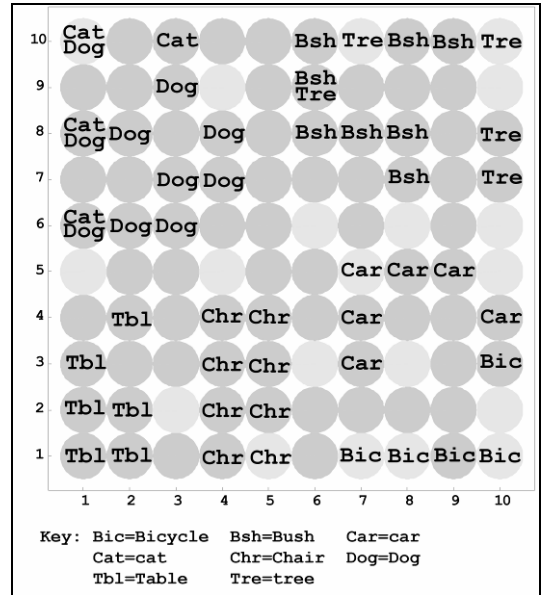 10 Cat Cat Bsh Tre Bsh Bsh Tre
Dog
9 Dog Bsh
Tre
8 Cat Dog Dog Bsh Bsh Bsh Tre
Dog
7 Dog Dog Bsh Tre
6 Cat Dog Dog
Dog
5 Car Car Car
4 Tbl Chr Chr Car Car
3 Tbl Chr Chr Car Bic
2 Tbl Tbl Chr Chr
1 Tbl Tbl Chr Chr Bic Bic Bic Bic
1 2 3 4 5 6 7 8 9 10
Key: Bic=Bicycle Bsh=Bush Car=car
Cat=cat Chr=Chair Dog=Dog
Tbl=Table Tre=tree